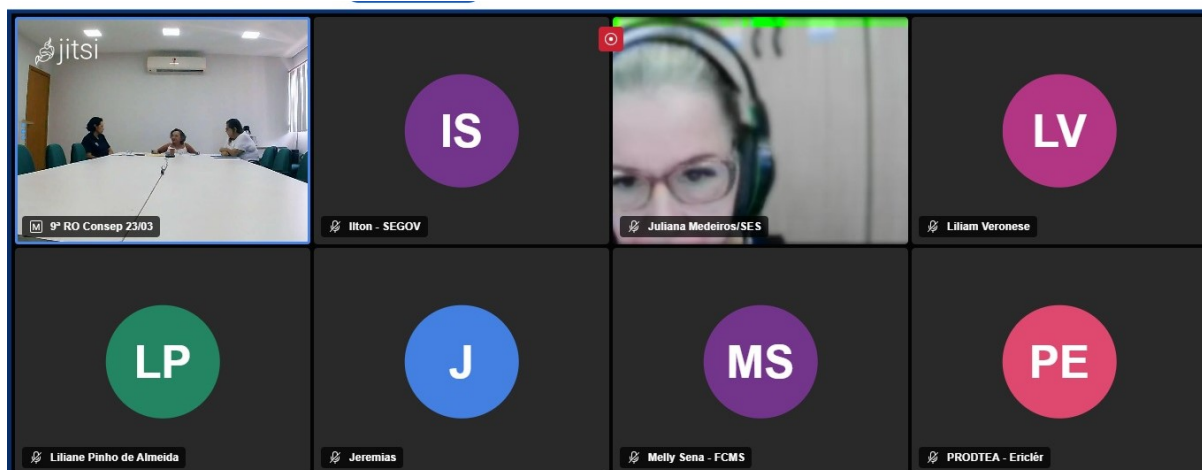 jitsi
M 9ª RO Consep 23/03
IS
Ilton - SEGOV
Juliana Medeiros/SES
LV
Liliam Veronese
LP
Liliane Pinho de Almeida
J
Jeremias
MS
Melly Sena - FCMS
PE
PRODTEA - Ericlér